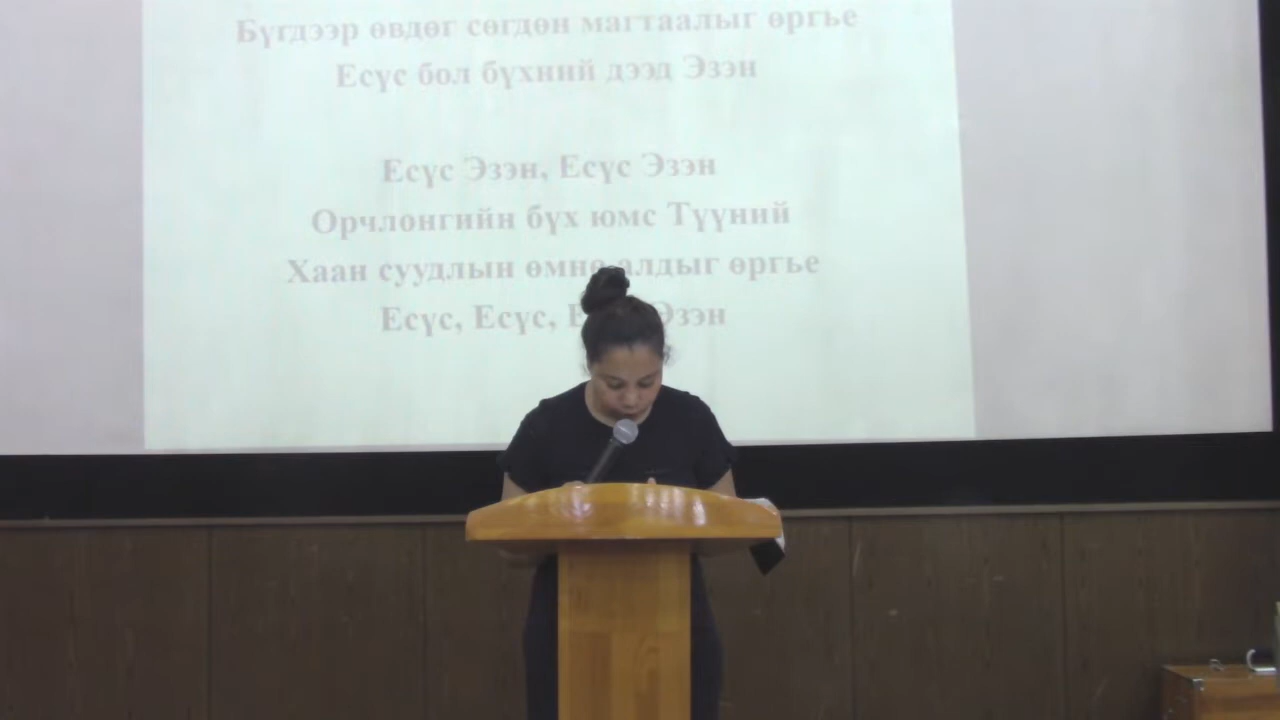 Бүгдээр өвдөг сөгдөн магтаалыг өргье
Есүс бол бүхний дээд Эзэн
Есүс Эзэн, Есүс Эзэн
Орчлонгийн бүх юмс Түүний
Хаан суудлын өмнө алдыг өргье
Есүс, Есүс, Эзэн